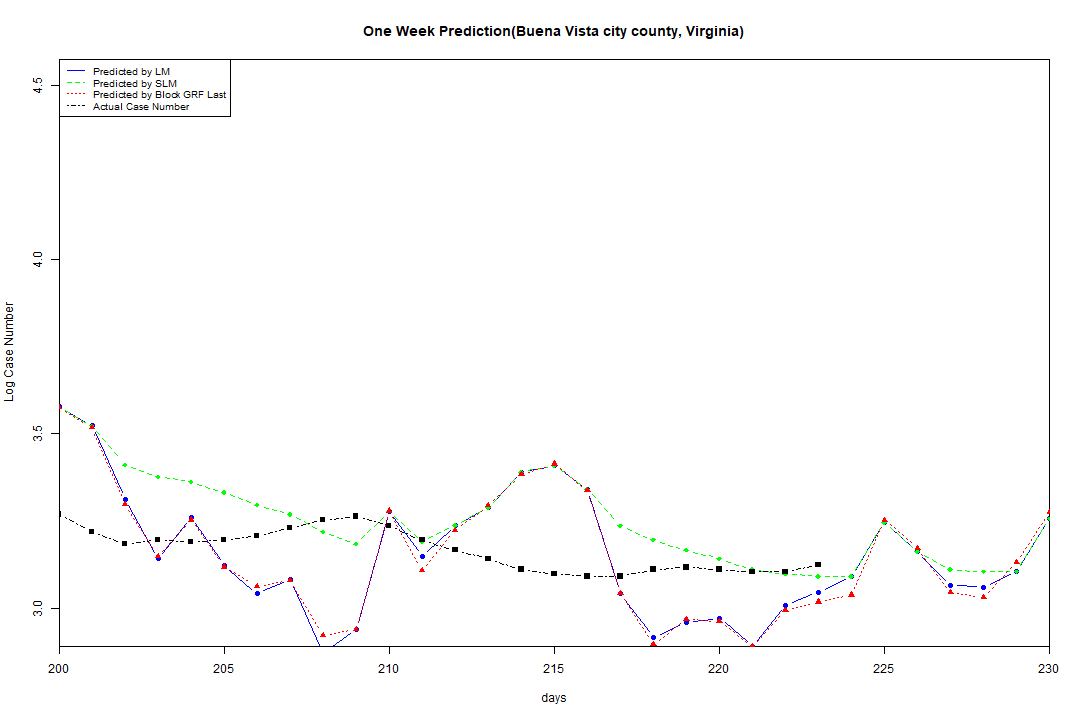 One Week Prediction(Buena Vista city county, Virginia)
Predicted by LM
Predicted by SLM
Predicted by Block GRF Last
Actual Case Number
4.5
4.0
3.5
3.0
Log Case Number
200 205 210 215 220 225 230
days